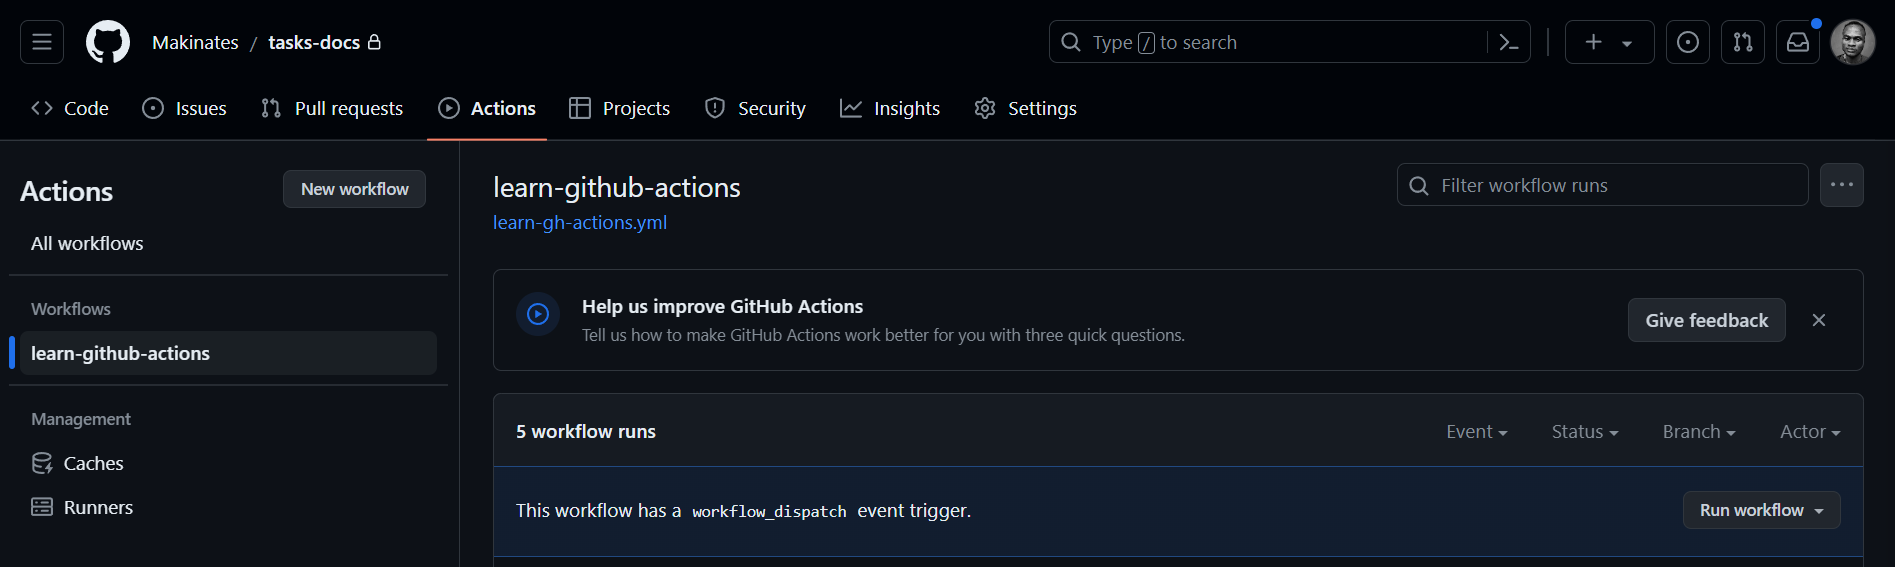 Makinates / tasks-docs
Type / to search
Code Issues Pull requests Actions Projects Security Insights Settings
Actions
New workflow
All workflows
Workflows
learn-github-actions
Management
Caches
Runners
learn-github-actions
learn-gh-actions.yml
Filter workflow runs
Help us improve GitHub Actions
Tell us how to make GitHub Actions work better for you with three quick questions.
Give feedback
5 workflow runs
Event Status Branch Actor
This workflow has a workflow_dispatch event trigger.
Run workflow